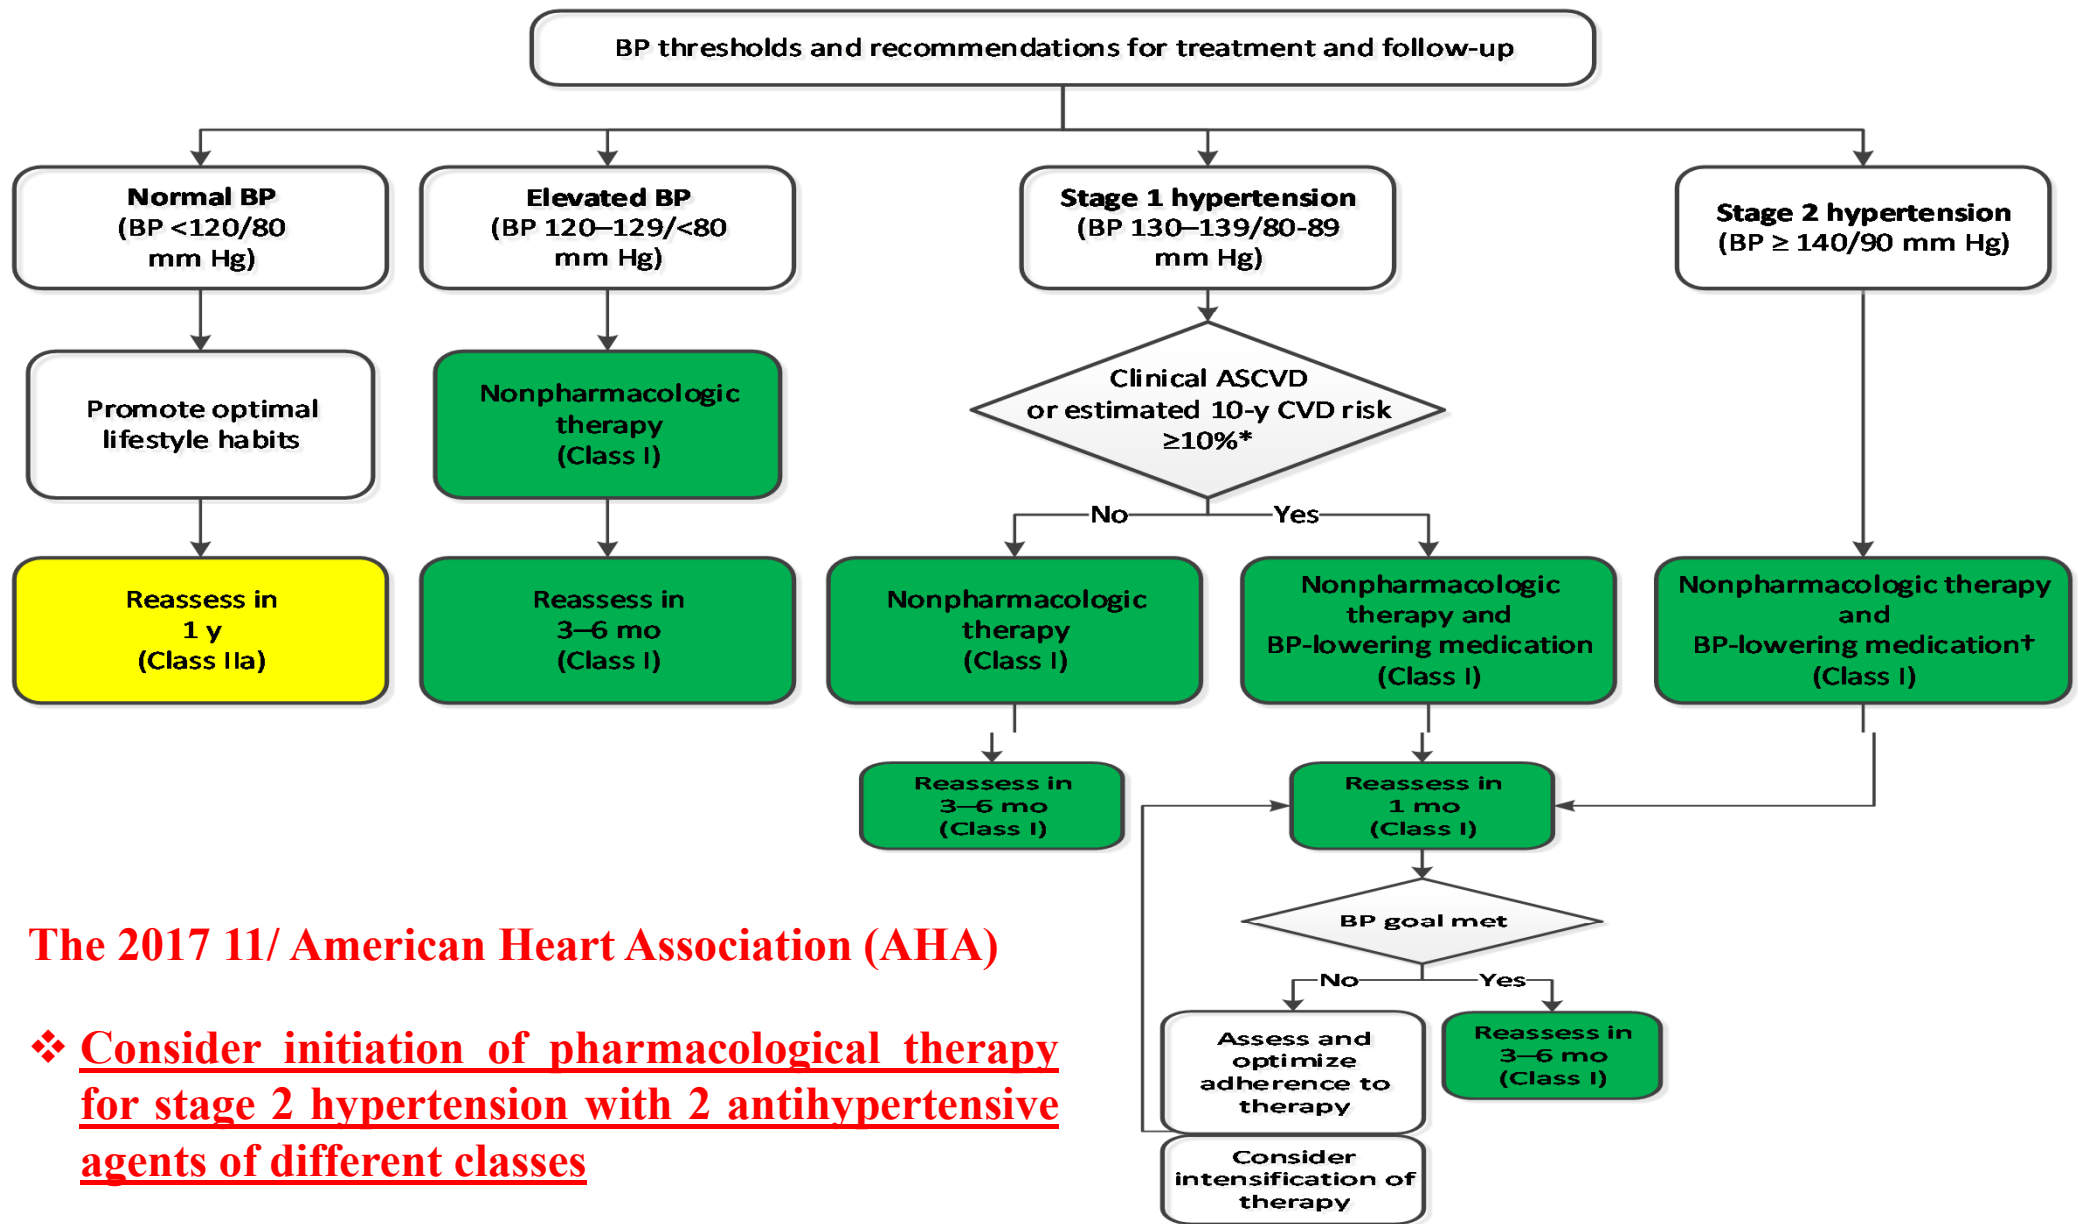 BP thresholds and recommendations for treatment and follow-up
Normal BP
(BP <120/80
mm Hg)
Elevated BP
(BP 120–129/<80
mm Hg)
Stage 1 hypertension
(BP 130–139/80-89
mm Hg)
Stage 2 hypertension
(BP ≥ 140/90 mm Hg)
Promote optimal
lifestyle habits
Nonpharmacologic
therapy
(Class I)
Clinical ASCVD
or estimated 10-y CVD risk
≥10%*
No
Yes
Reassess in
1 y
(Class IIa)
Reassess in
3–6 mo
(Class I)
Nonpharmacologic
therapy
(Class I)
Nonpharmacologic
therapy and
BP-lowering medication
(Class I)
Nonpharmacologic therapy
and
BP-lowering medication†
(Class I)
Reassess in
3–6 mo
(Class I)
Reassess in
1 mo
(Class I)
BP goal met
No
Yes
Assess and
optimize
adherence to
therapy
Reassess in
3–6 mo
(Class I)
Consider
intensification of
therapy
The 2017 11/ American Heart Association (AHA)
❖ Consider initiation of pharmacological therapy
for stage 2 hypertension with 2 antihypertensive
agents of different classes